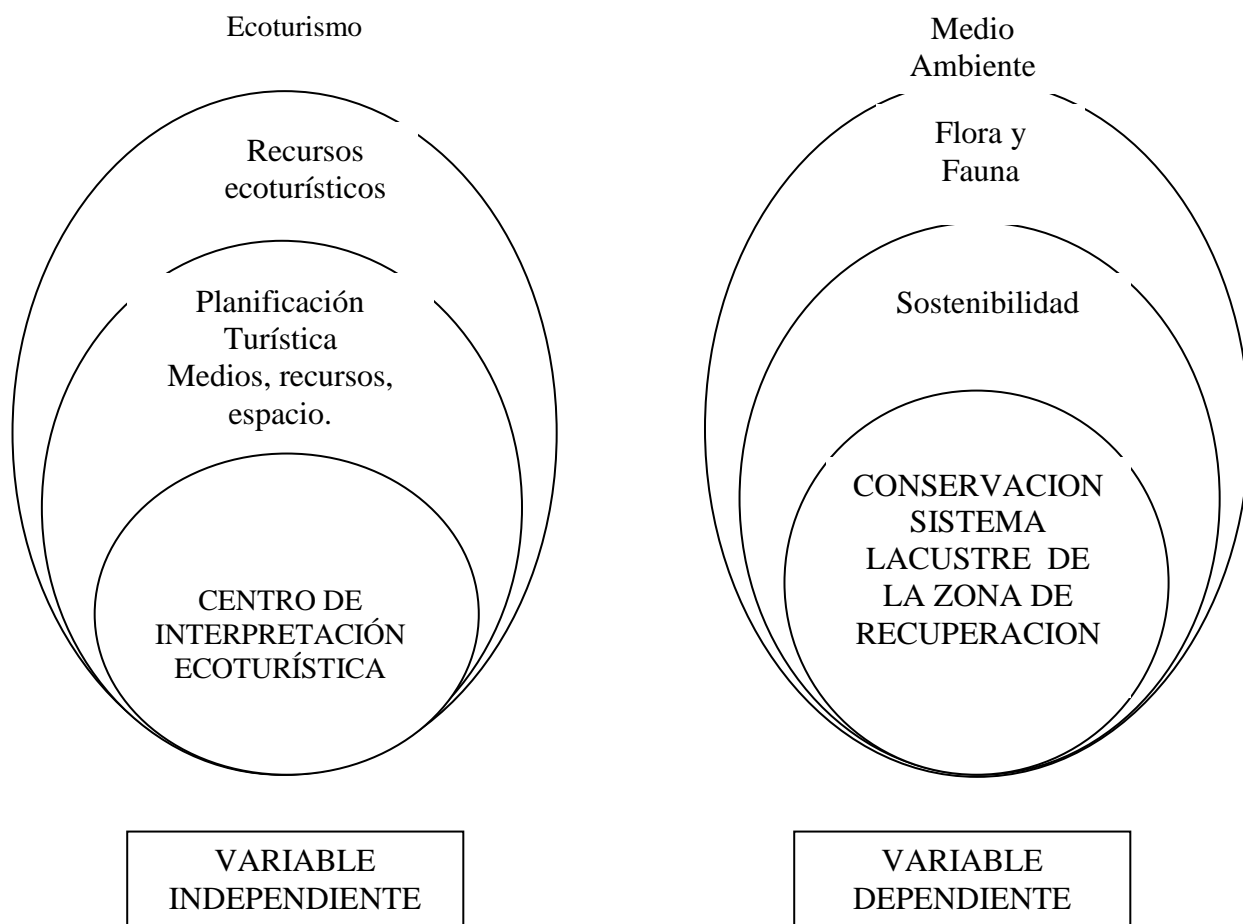 Ecoturismo
Recursos
ecoturísticos
Planificación
Turística
Medios, recursos,
espacio.
CENTRO DE
INTERPRETACIÓN
ECOTURÍSTICA
VARIABLE
INDEPENDIENTE
Medio
Ambiente
Flora y
Fauna
Sostenibilidad
CONSERVACION
SISTEMA
LACUSTRE DE
LA ZONA DE
RECUPERACION
VARIABLE
DEPENDIENTE